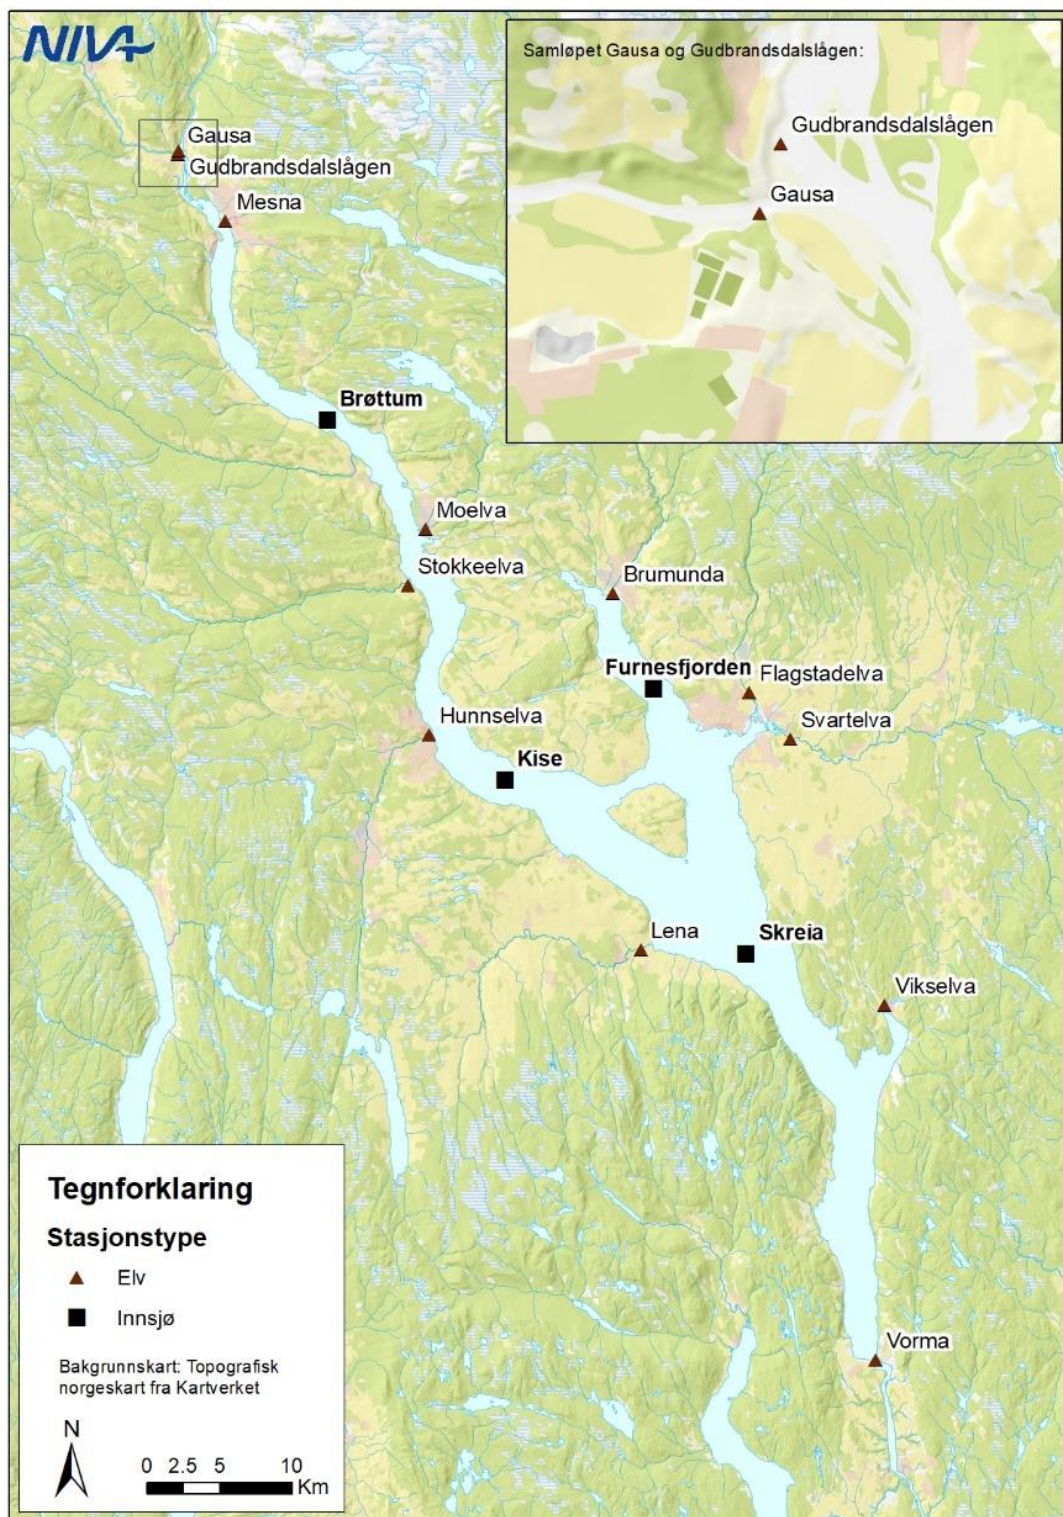 NIVA
Samløpet Gausa og Gudbrandsdalslågen:
Gudbrandsdalslågen
Gausa
Gausa
Gudbrandsdalslågen
Mesna
Brøttum
Moelva
Stokkeelva
Brumunda
Furnesfjorden
Flagstadelva
Svartelva
Hunnselva
Kise
Lena
Skreia
Vikselva
Vorma
Tegnforklaring
Stasjonstype
Elv
Innsjø
Bakgrunnskart: Topografisk
norgeskart fra Kartverket
N
0 2.5 5 10
Km